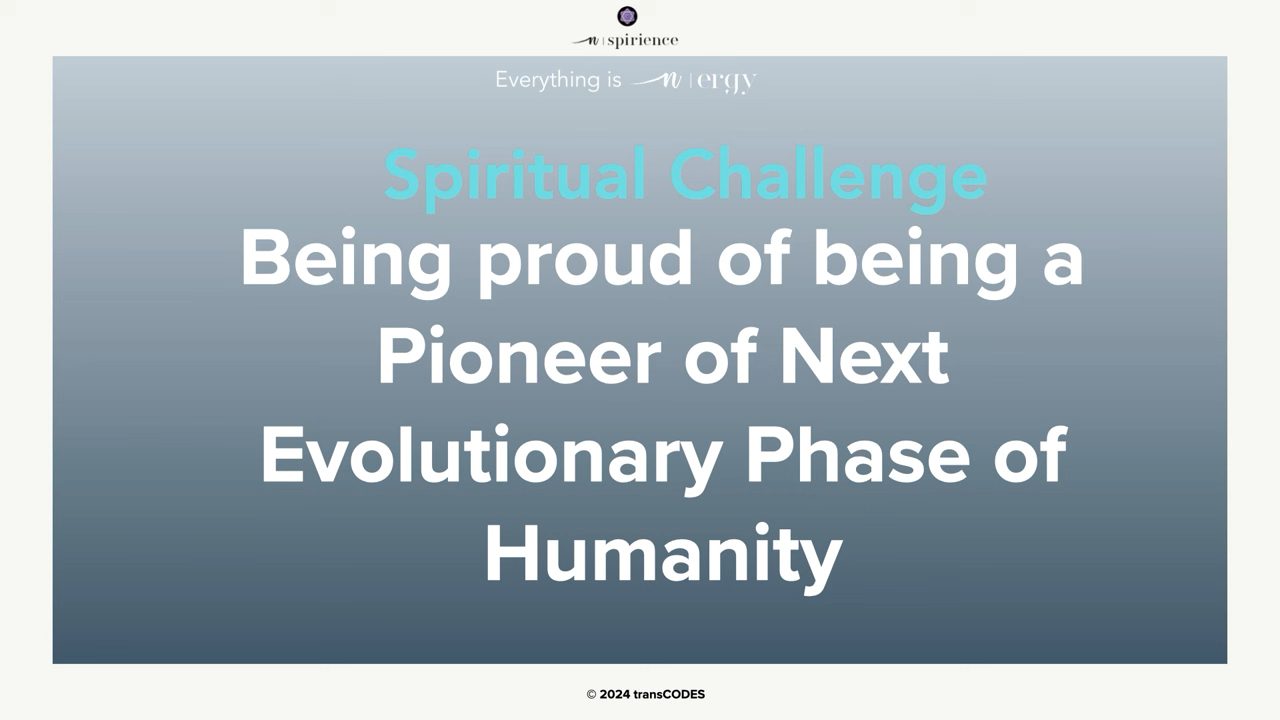 n | spirience
Everything is n | ergy
Spiritual Challenge
Being proud of being a
Pioneer of Next
Evolutionary Phase of
Humanity
© 2024 transCODES